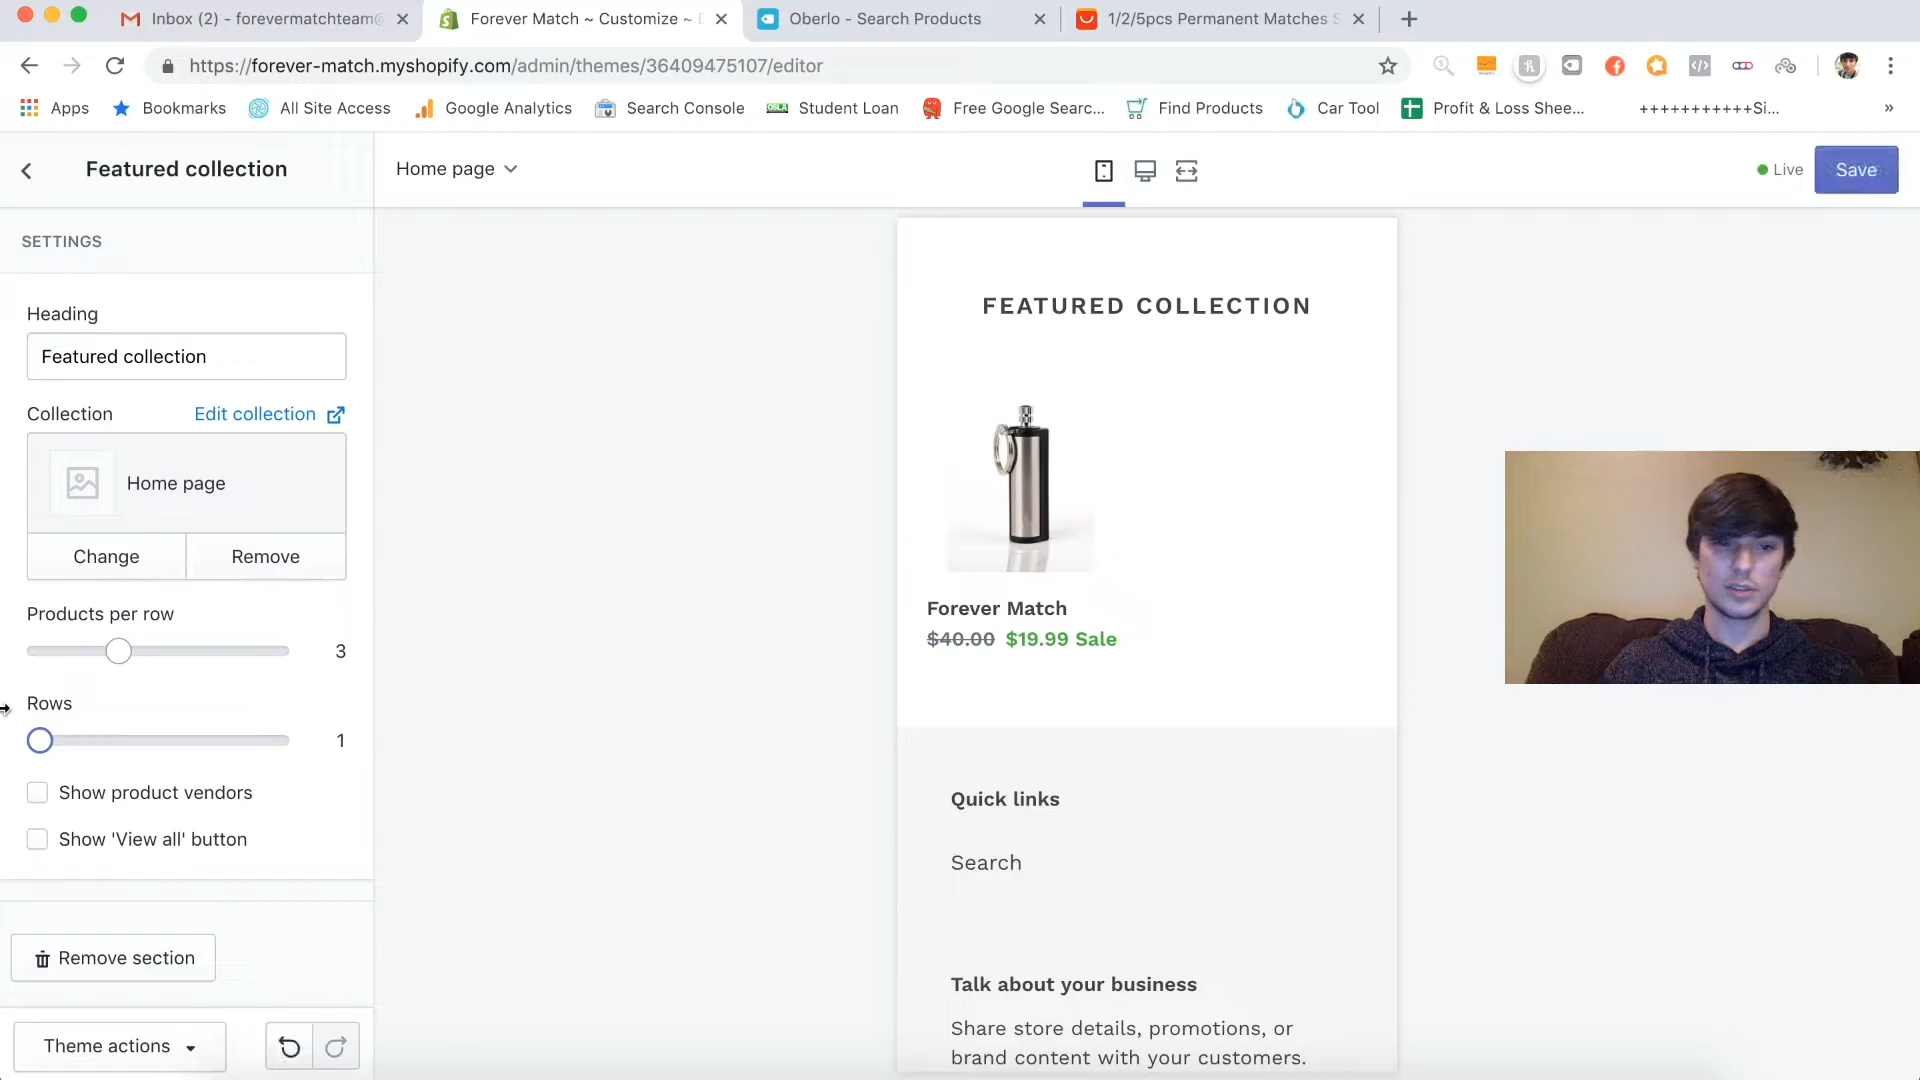 Inbox (2) - forevermatchteam@
Forever Match ~ Customize ~
Oberlo - Search Products
1/2/5pcs Permanent Matches S
https://forever-match.myshopify.com/admin/themes/36409475107/editor
Apps
Bookmarks
All Site Access
Google Analytics
Search Console
Student Loan
Free Google Searc...
Find Products
Car Tool
Profit & Loss Shee...
+++++++++++Si...
»
Featured collection
Home page
Live
Save
SETTINGS
Heading
Featured collection
Collection
Edit collection
Home page
Change
Remove
Products per row
3
Rows
1
Show product vendors
Show 'View all' button
Remove section
Theme actions
FEATURED COLLECTION
Forever Match
$40.00 $19.99 Sale
Quick links
Search
Talk about your business
Share store details, promotions, or
brand content with your customers.